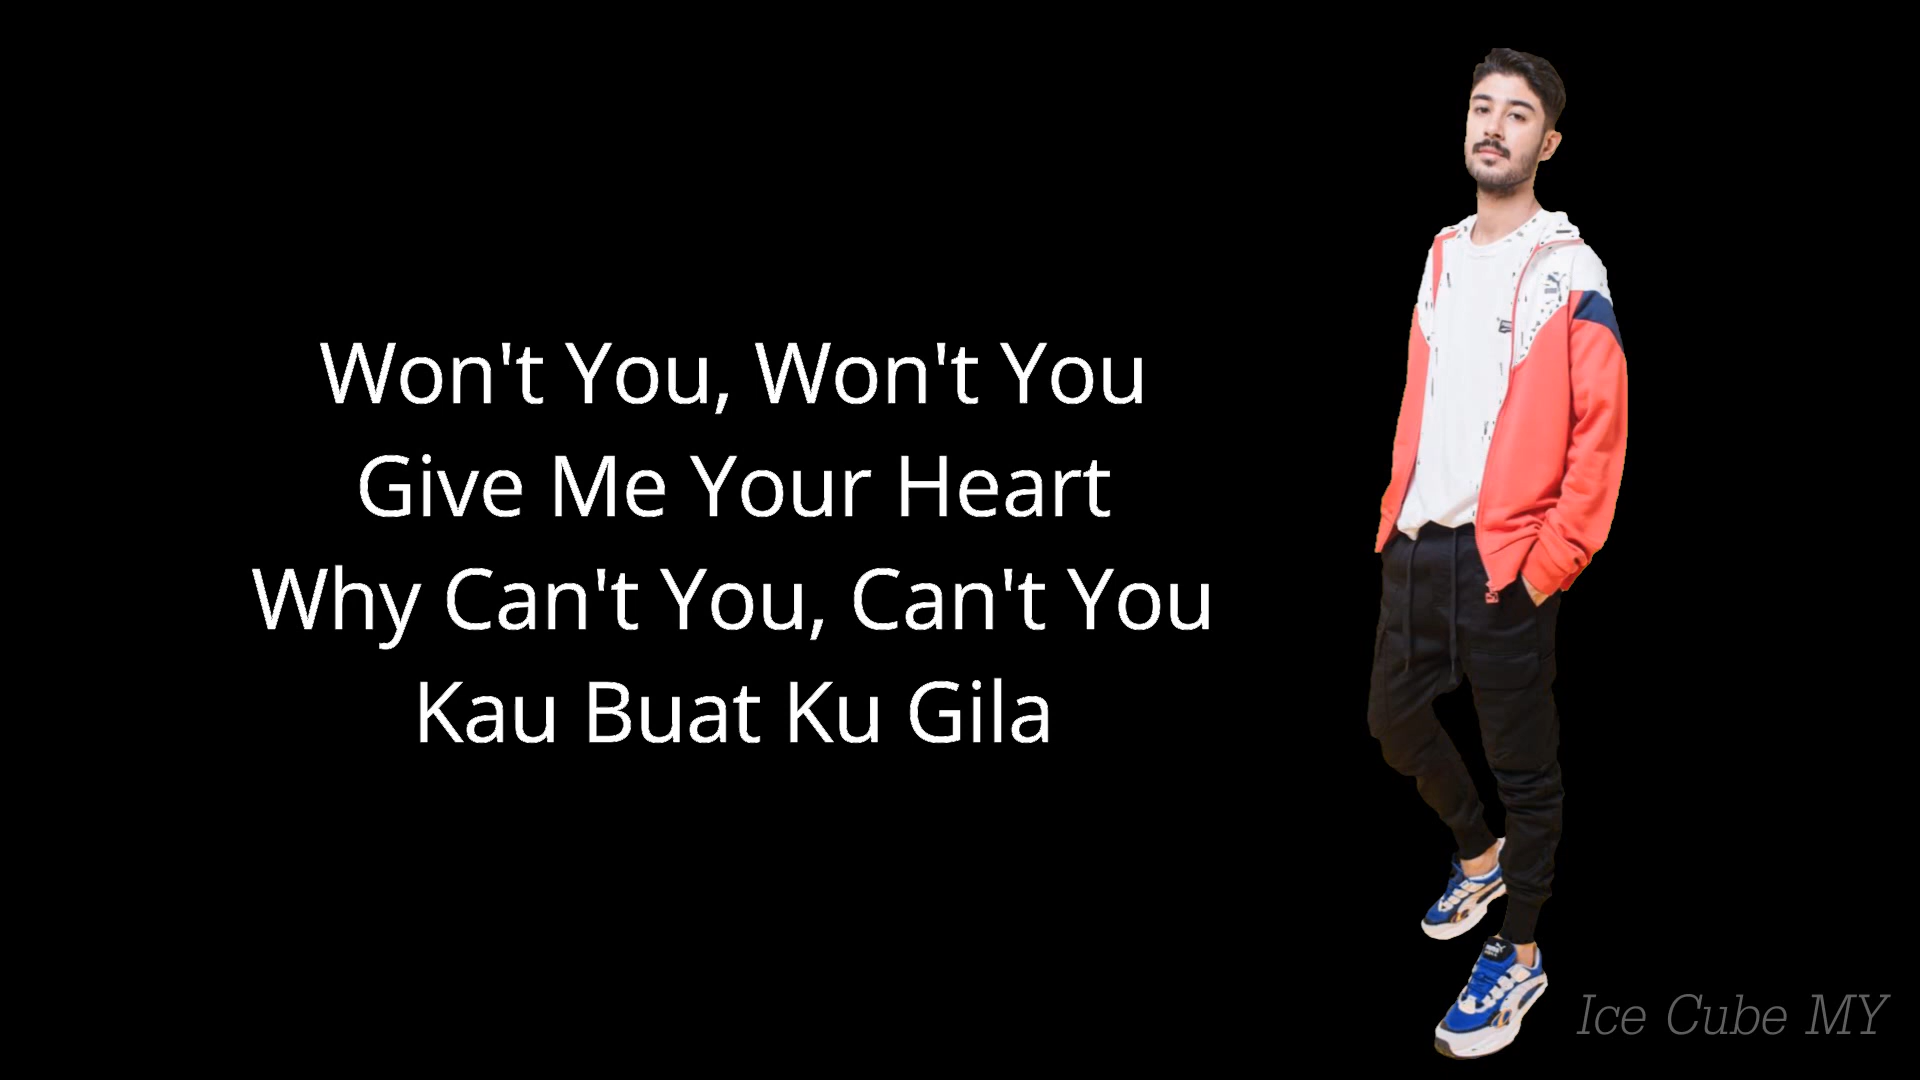 Won't You, Won't You
Give Me Your Heart
Why Can't You, Can't You
Kau Buat Ku Gila
Ice Cube MY